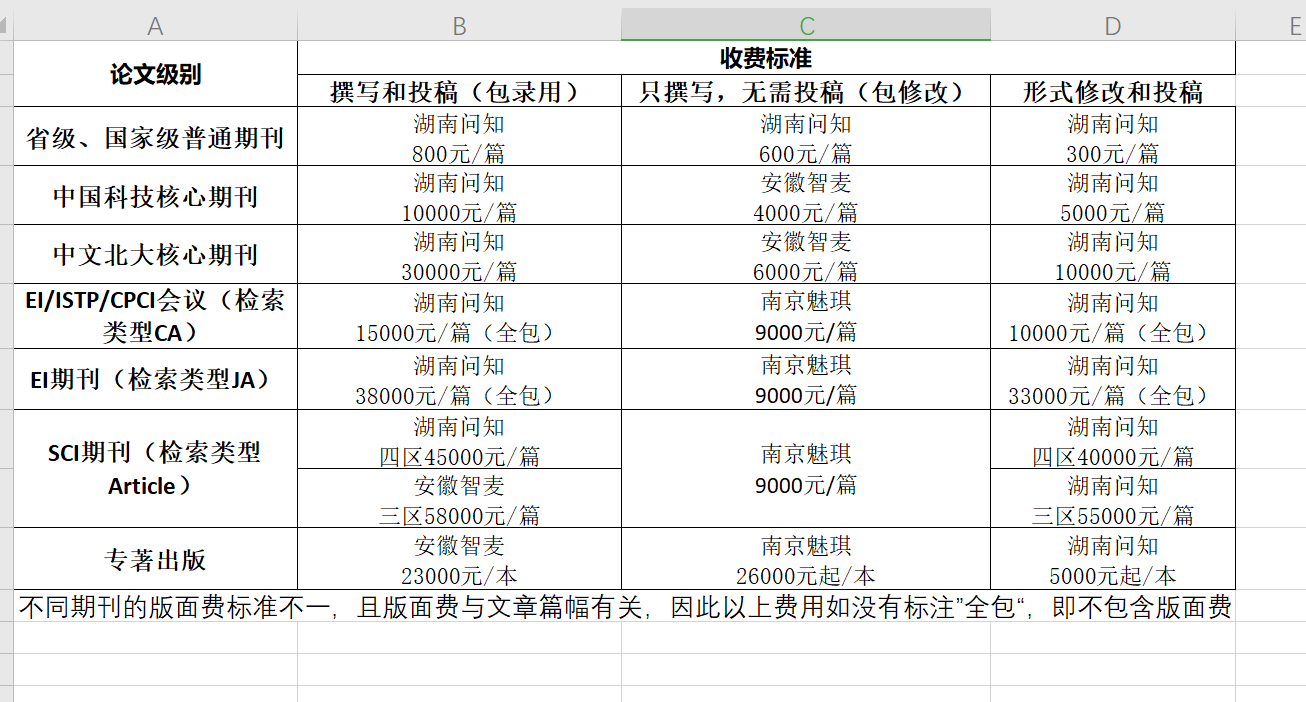 A B C D E
论文级别
收费标准
撰写和投稿（包录用）
只撰写，无需投稿（包修改）
形式修改和投稿
省级、国家级普通期刊
湖南问知
800元/篇
湖南问知
600元/篇
湖南问知
300元/篇
中国科技核心期刊
湖南问知
10000元/篇
安徽智麦
4000元/篇
湖南问知
5000元/篇
中文北大核心期刊
湖南问知
30000元/篇
安徽智麦
6000元/篇
湖南问知
10000元/篇
EI/ISTP/CPCI会议（检索
类型CA）
湖南问知
15000元/篇（全包）
南京魅琪
9000元/篇
湖南问知
10000元/篇（全包）
EI期刊（检索类型JA）
湖南问知
38000元/篇（全包）
南京魅琪
9000元/篇
湖南问知
33000元/篇（全包）
SCI期刊（检索类型
Article）
湖南问知
四区45000元/篇
安徽智麦
三区58000元/篇
南京魅琪
9000元/篇
湖南问知
四区40000元/篇
湖南问知
三区55000元/篇
专著出版
安徽智麦
23000元/本
南京魅琪
26000元起/本
湖南问知
5000元起/本
不同期刊的版面费标准不一，且版面费与文章篇幅有关，因此以上费用如没有标注”全包“，即不包含版面费